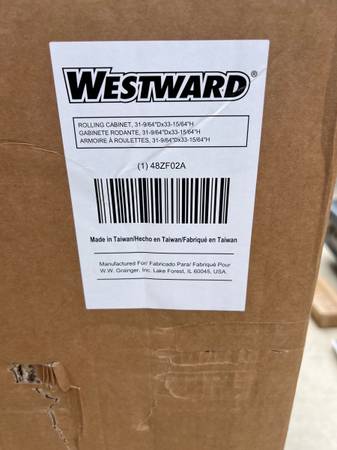 WESTWARD®
ROLLING CABINET, 31-9/64"Dx33-15/64"H
GABINETE RODANTE, 31-9/64"Dx33-15/64"H
ARMOIRE À ROULETTES, 31-9/64"Dx33-15/64"H
(1) 48ZF02A
Made in Taiwan/Hecho en Taiwan/Fabriqué en Taiwan
Manufactured For/ Fabricado Para/ Fabriqué Pour
W.W. Grainger, Inc. Lake Forest, IL 60045, USA.